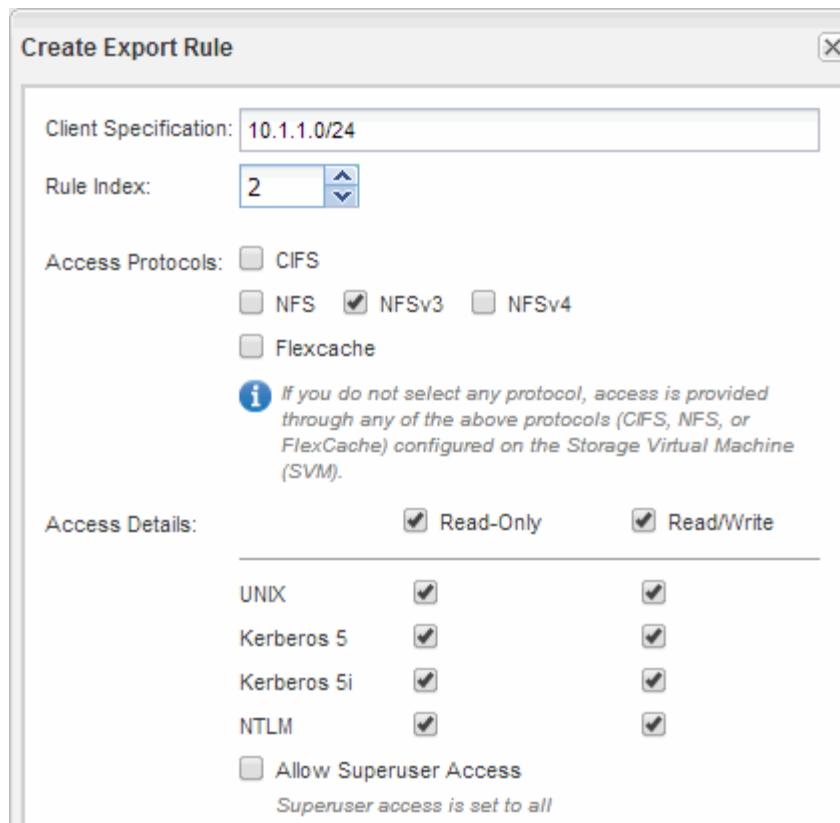 Create Export Rule
Client Specification: 10.1.1.0/24
Rule Index: 2
Access Protocols: CIFS
NFS NFSv3 NFSv4
Flexcache
If you do not select any protocol, access is provided
through any of the above protocols (CIFS, NFS, or
FlexCache) configured on the Storage Virtual Machine
(SVM).
Access Details: Read-Only Read/Write
UNIX
Kerberos 5
Kerberos 5i
NTLM
Allow Superuser Access
Superuser access is set to all